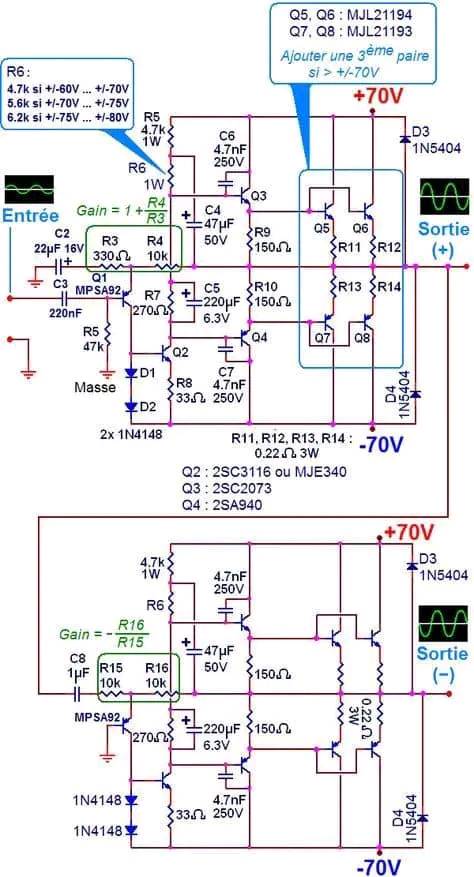 Q5, Q6 : MJL21194
Q7, Q8 : MJL21193
Ajouter une 3ème paire
si > +/-70V
R6 :
4.7k si +/-60V ... +/-70V
5.6k si +/-70V ... +/-75V
6.2k si +/-75V ... +/-80V
+70V
R5
4.7k
1W
C6
4.7nF
250V
D3
1N5404
R6
1W
Q3
Entrée
Gain = 1 + R4
R3
C4
47µF
50V
Q5
Q6
Sortie
(+)
C2
22µF 16V
R3
330Ω
R4
10k
R9
150Ω
R11
R12
C3
220nF
Q1
MPSA92
R7
270Ω
C5
220µF
6.3V
R10
150Ω
R13
R14
R5
47k
Q2
Q4
Q7
Q8
Masse
D1
D2
R8
33Ω
C7
4.7nF
250V
D4
1N5404
2x 1N4148
R11, R12, R13, R14 :
0.22Ω 3W
-70V
Q2 : 2SC3116 ou MJE340
Q3 : 2SC2073
Q4 : 2SA940
+70V
4.7k
1W
4.7nF
250V
D3
1N5404
R6
Gain = - R16
R15
47µF
50V
Sortie
(−)
C8
1µF
R15
10k
R16
10k
150Ω
MPSA92
270Ω
220µF
6.3V
150Ω
0.22Ω
3W
1N4148
1N4148
33Ω
4.7nF
250V
D4
1N5404
-70V